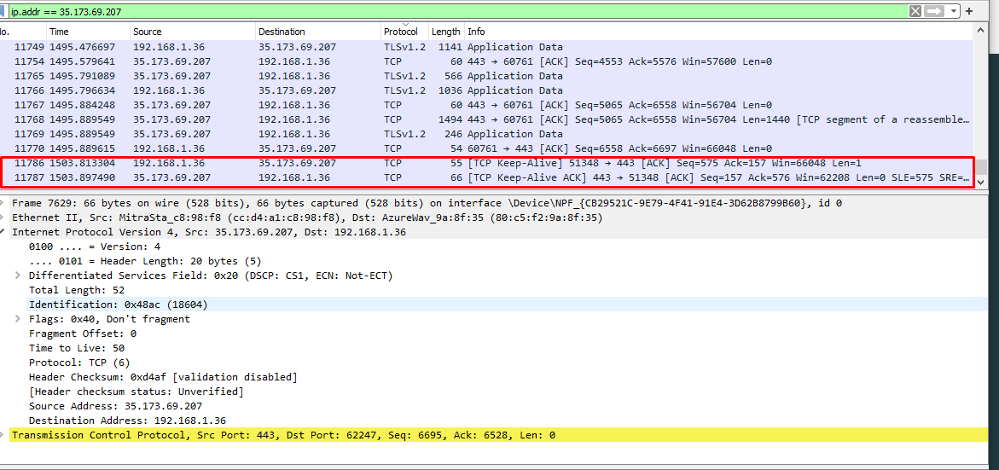 ip.addr == 35.173.69.207
No. Time Source Destination Protocol Length Info
11749 1495.476697 192.168.1.36 35.173.69.207 TLSv1.2 1141 Application Data
11754 1495.579641 35.173.69.207 192.168.1.36 TCP 60 443 → 60761 [ACK] Seq=4553 Ack=5576 Win=57600 Len=0
11765 1495.791089 35.173.69.207 192.168.1.36 TLSv1.2 566 Application Data
11766 1495.796634 192.168.1.36 35.173.69.207 TLSv1.2 1036 Application Data
11767 1495.884248 35.173.69.207 192.168.1.36 TCP 60 443 → 60761 [ACK] Seq=5065 Ack=6558 Win=56704 Len=0
11768 1495.889549 35.173.69.207 192.168.1.36 TCP 1494 443 → 60761 [ACK] Seq=5065 Ack=6558 Win=56704 Len=1440 [TCP segment of a reassemble…
11769 1495.889549 35.173.69.207 192.168.1.36 TLSv1.2 246 Application Data
11770 1495.889615 192.168.1.36 35.173.69.207 TCP 54 60761 → 443 [ACK] Seq=6558 Ack=6697 Win=66048 Len=0
11786 1503.813304 192.168.1.36 35.173.69.207 TCP 55 [TCP Keep-Alive] 51348 → 443 [ACK] Seq=575 Ack=157 Win=66048 Len=1
11787 1503.897490 35.173.69.207 192.168.1.36 TCP 66 [TCP Keep-Alive ACK] 443 → 51348 [ACK] Seq=157 Ack=576 Win=62208 Len=0 SLE=575 SRE=…
Frame 7629: 66 bytes on wire (528 bits), 66 bytes captured (528 bits) on interface \Device\NPF_{CB29521C-9E79-4F41-91E4-3D62B8799B60}, id 0
Ethernet II, Src: MitraSta_c8:98:f8 (cc:d4:a1:c8:98:f8), Dst: AzureWav_9a:8f:35 (80:c5:f2:9a:8f:35)
Internet Protocol Version 4, Src: 35.173.69.207, Dst: 192.168.1.36
0100 .... = Version: 4
.... 0101 = Header Length: 20 bytes (5)
Differentiated Services Field: 0x20 (DSCP: CS1, ECN: Not-ECT)
Total Length: 52
Identification: 0x48ac (18604)
Flags: 0x40, Don't fragment
Fragment Offset: 0
Time to Live: 50
Protocol: TCP (6)
Header Checksum: 0xd4af [validation disabled]
[Header checksum status: Unverified]
Source Address: 35.173.69.207
Destination Address: 192.168.1.36
Transmission Control Protocol, Src Port: 443, Dst Port: 62247, Seq: 6695, Ack: 6528, Len: 0